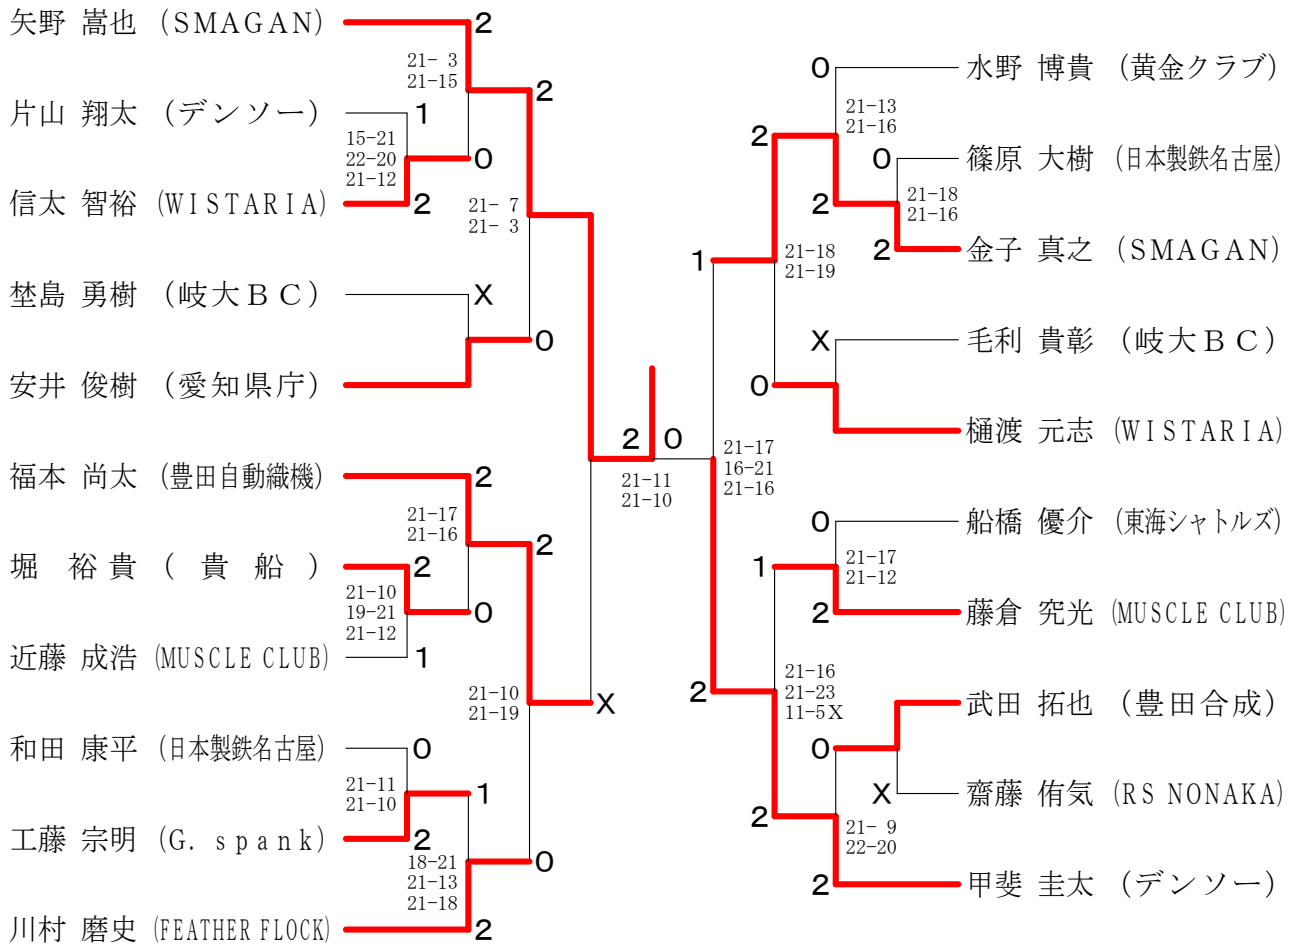 矢野 嵩也 (SMAGAN)
2
21- 3
21-15
2
片山 翔太 (デンソー)
1
15-21
22-20
21-12
0
信太 智裕 (WISTARIA)
2
21- 7
21- 3
埜島 勇樹 (岐大BC)
X
0
安井 俊樹 (愛知県庁)
福本 尚太 (豊田自動織機)
2
21-17
21-16
2
堀 裕貴 (貴船)
2
21-10
19-21
21-12
0
近藤 成浩 (MUSCLE CLUB)
1
21-10
21-19
X
和田 康平 (日本製鉄名古屋)
0
21-11
21-10
1
工藤 宗明 (G. spank)
2
18-21
21-13
21-18
0
川村 磨史 (FEATHER FLOCK)
2
2 0
21-11
21-10
0
水野 博貴 (黄金クラブ)
21-13
21-16
2
0
篠原 大樹 (日本製鉄名古屋)
21-18
21-16
2
2
金子 真之 (SMAGAN)
1
21-18
21-19
X
毛利 貴彰 (岐大BC)
0
樋渡 元志 (WISTARIA)
21-17
16-21
21-16
0
船橋 優介 (東海シャトルズ)
21-17
21-12
1
2
藤倉 究光 (MUSCLE CLUB)
21-16
21-23
11-5X
2
武田 拓也 (豊田合成)
0
X
齋藤 侑気 (RS NONAKA)
2
21- 9
22-20
2
甲斐 圭太 (デンソー)